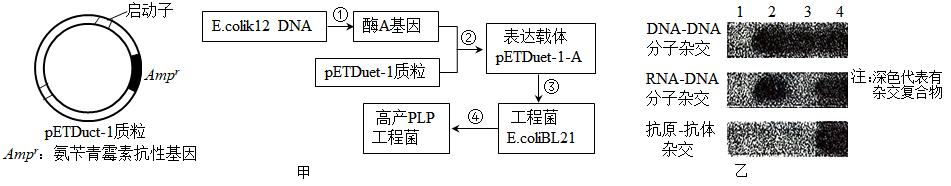 启动子
Ampʳ
pETDuct-1质粒
Ampʳ：氨苄青霉素抗性基因
E.colik12 DNA
①
酶A基因
②
pETDuet-1质粒
表达载体
pETDuet-1-A
③
工程菌
E.coliBL21
④
高产PLP
工程菌
甲
1 2 3 4
DNA-DNA
分子杂交
RNA-DNA
分子杂交
抗原-抗体
杂交
注：深色代表有
杂交复合物
乙